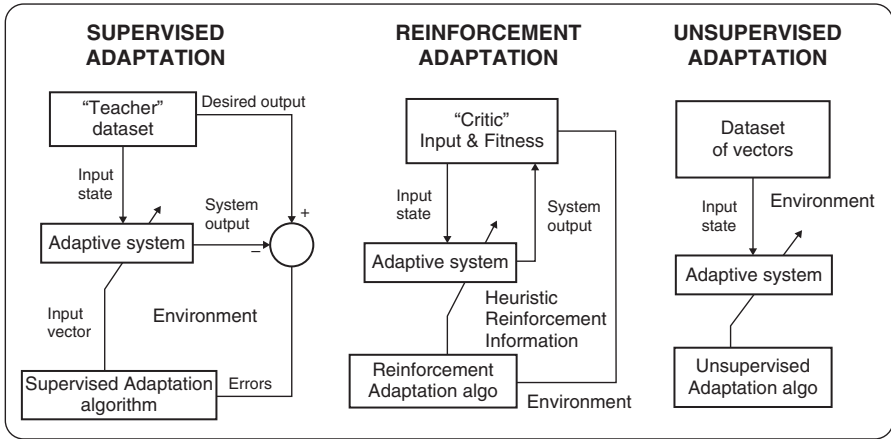 SUPERVISED
ADAPTATION
“Teacher”
dataset
Desired output
Input
state
System
output
+
−
Adaptive system
Input
vector
Environment
Supervised Adaptation
algorithm
Errors
REINFORCEMENT
ADAPTATION
“Critic”
Input & Fitness
Input
state
System
output
Adaptive system
Heuristic
Reinforcement
Information
Reinforcement
Adaptation algo
Environment
UNSUPERVISED
ADAPTATION
Dataset
of vectors
Input
state
Environment
Adaptive system
Unsupervised
Adaptation algo